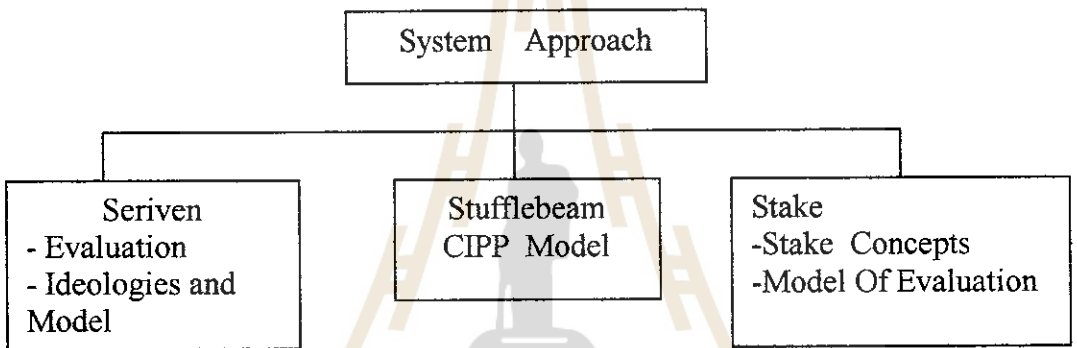 System Approach
Seriven
- Evaluation
- Ideologies and
Model
Stufflebeam
CIPP Model
Stake
-Stake Concepts
-Model Of Evaluation